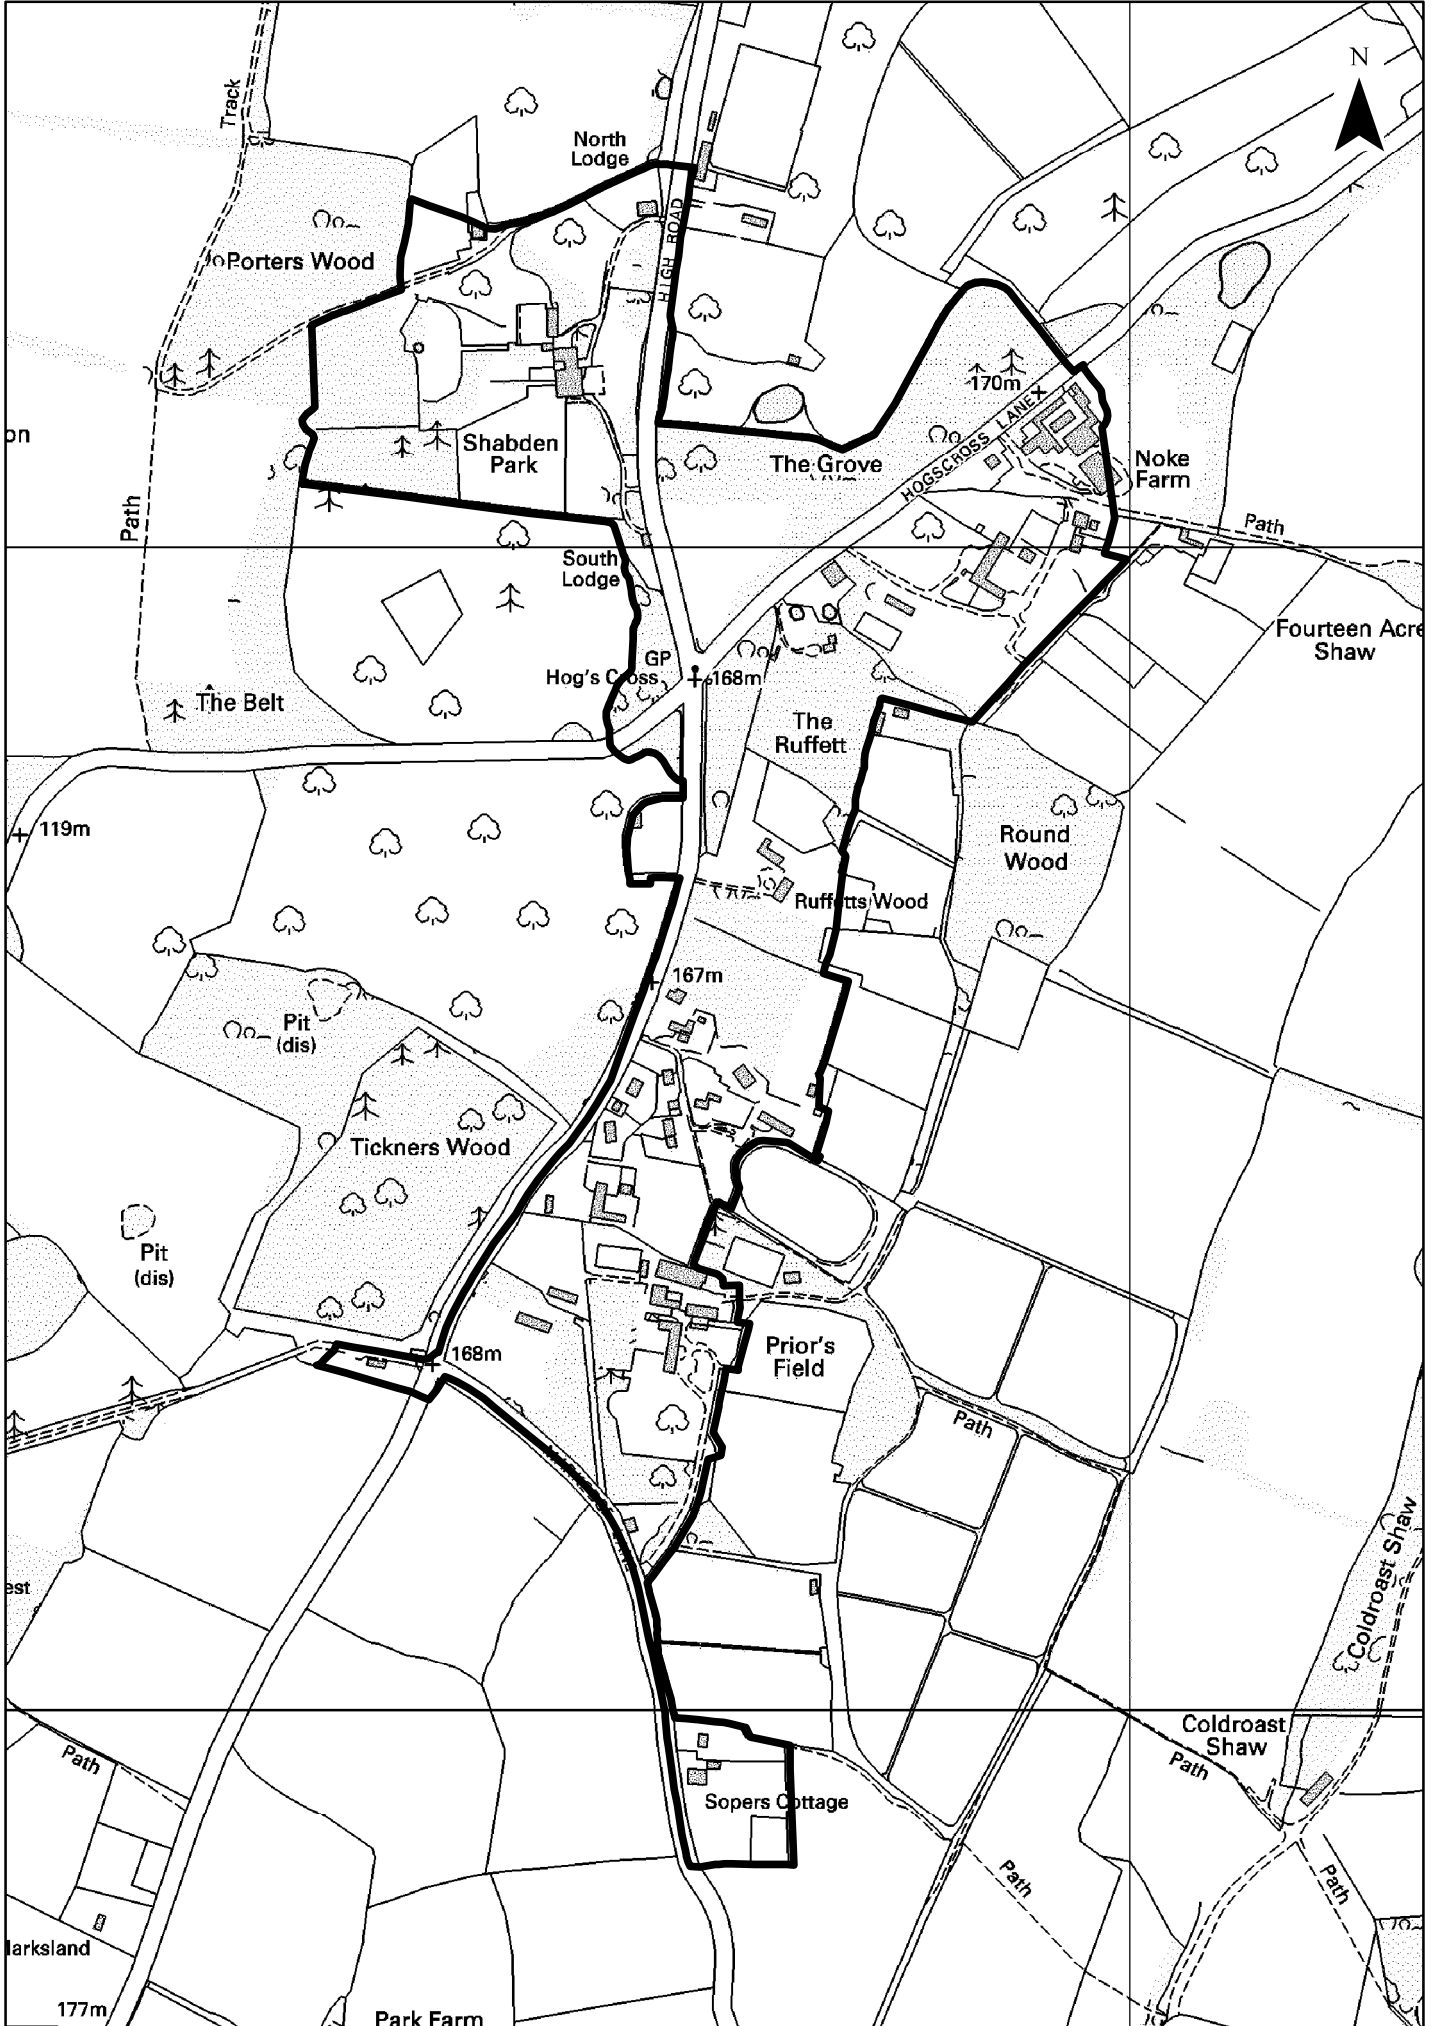 N
Track
North
Lodge
HIGH ROAD
Porters Wood
170m
on
Shabden
Park
The Grove
HOGSCROSS LANE
Noke
Farm
Path
Path
South
Lodge
Fourteen Acre
Shaw
GP
Hog's Cross
168m
The Belt
The
Ruffett
119m
Round
Wood
Ruffetts Wood
167m
Pit
(dis)
Tickners Wood
Pit
(dis)
168m
Prior's
Field
Path
Coldroast Shaw
est
Coldroast
Shaw
Path
Path
Sopers Cottage
Path
Path
larksland
177m
Park Farm